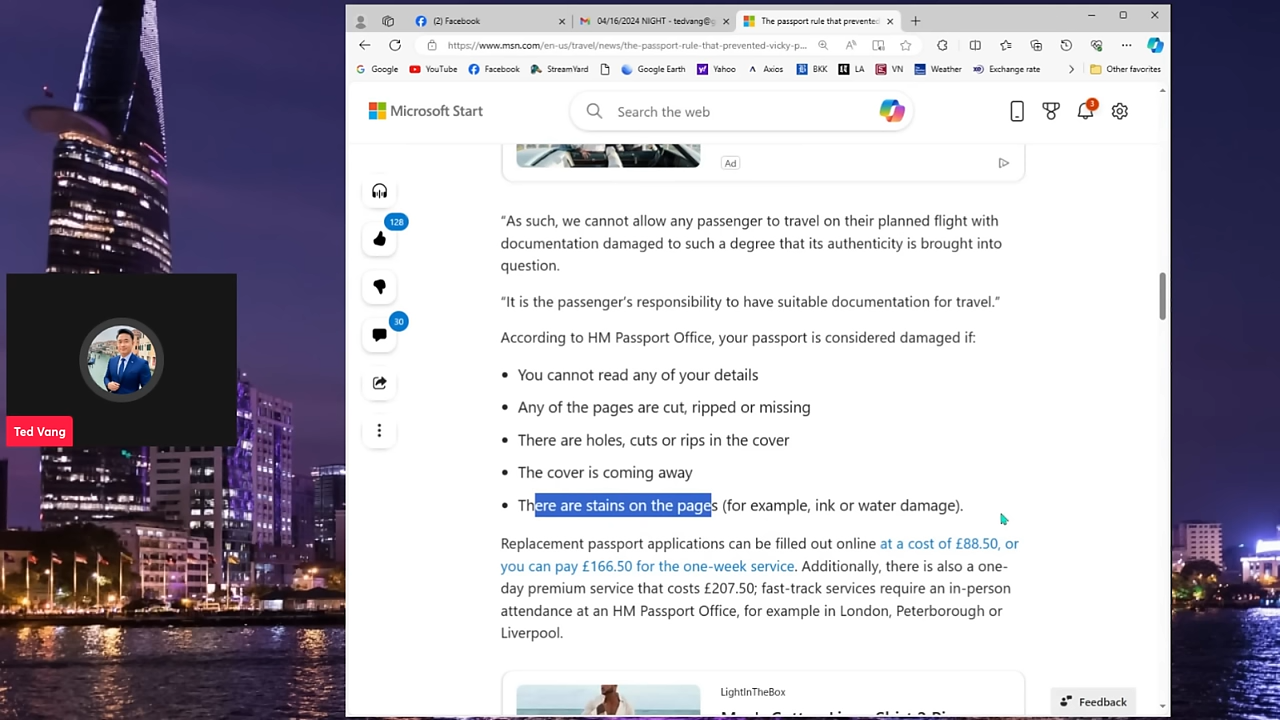 (2) Facebook
04/16/2024 NIGHT - tedvang@g
The passport rule that prevented
https://www.msn.com/en-us/travel/news/the-passport-rule-that-prevented-vicky-p...
Google
YouTube
Facebook
StreamYard
Google Earth
Yahoo
Axios
BKK
LA
VN
Weather
Exchange rate
Other favorites
Microsoft Start
Search the web
3
Ad
128
30
“As such, we cannot allow any passenger to travel on their planned flight with
documentation damaged to such a degree that its authenticity is brought into
question.
“It is the passenger’s responsibility to have suitable documentation for travel.”
According to HM Passport Office, your passport is considered damaged if:
• You cannot read any of your details
• Any of the pages are cut, ripped or missing
• There are holes, cuts or rips in the cover
• The cover is coming away
• There are stains on the pages (for example, ink or water damage).
Replacement passport applications can be filled out online at a cost of £88.50, or
you can pay £166.50 for the one-week service. Additionally, there is also a one-
day premium service that costs £207.50; fast-track services require an in-person
attendance at an HM Passport Office, for example in London, Peterborough or
Liverpool.
LightInTheBox
Feedback
Ted Vang